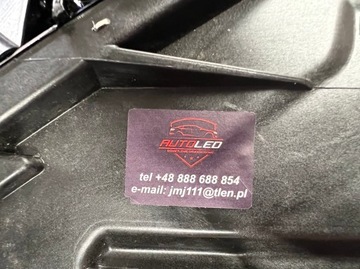 AUTOLED
tel +48 888 688 854
e-mail: jmj111@tlen.pl